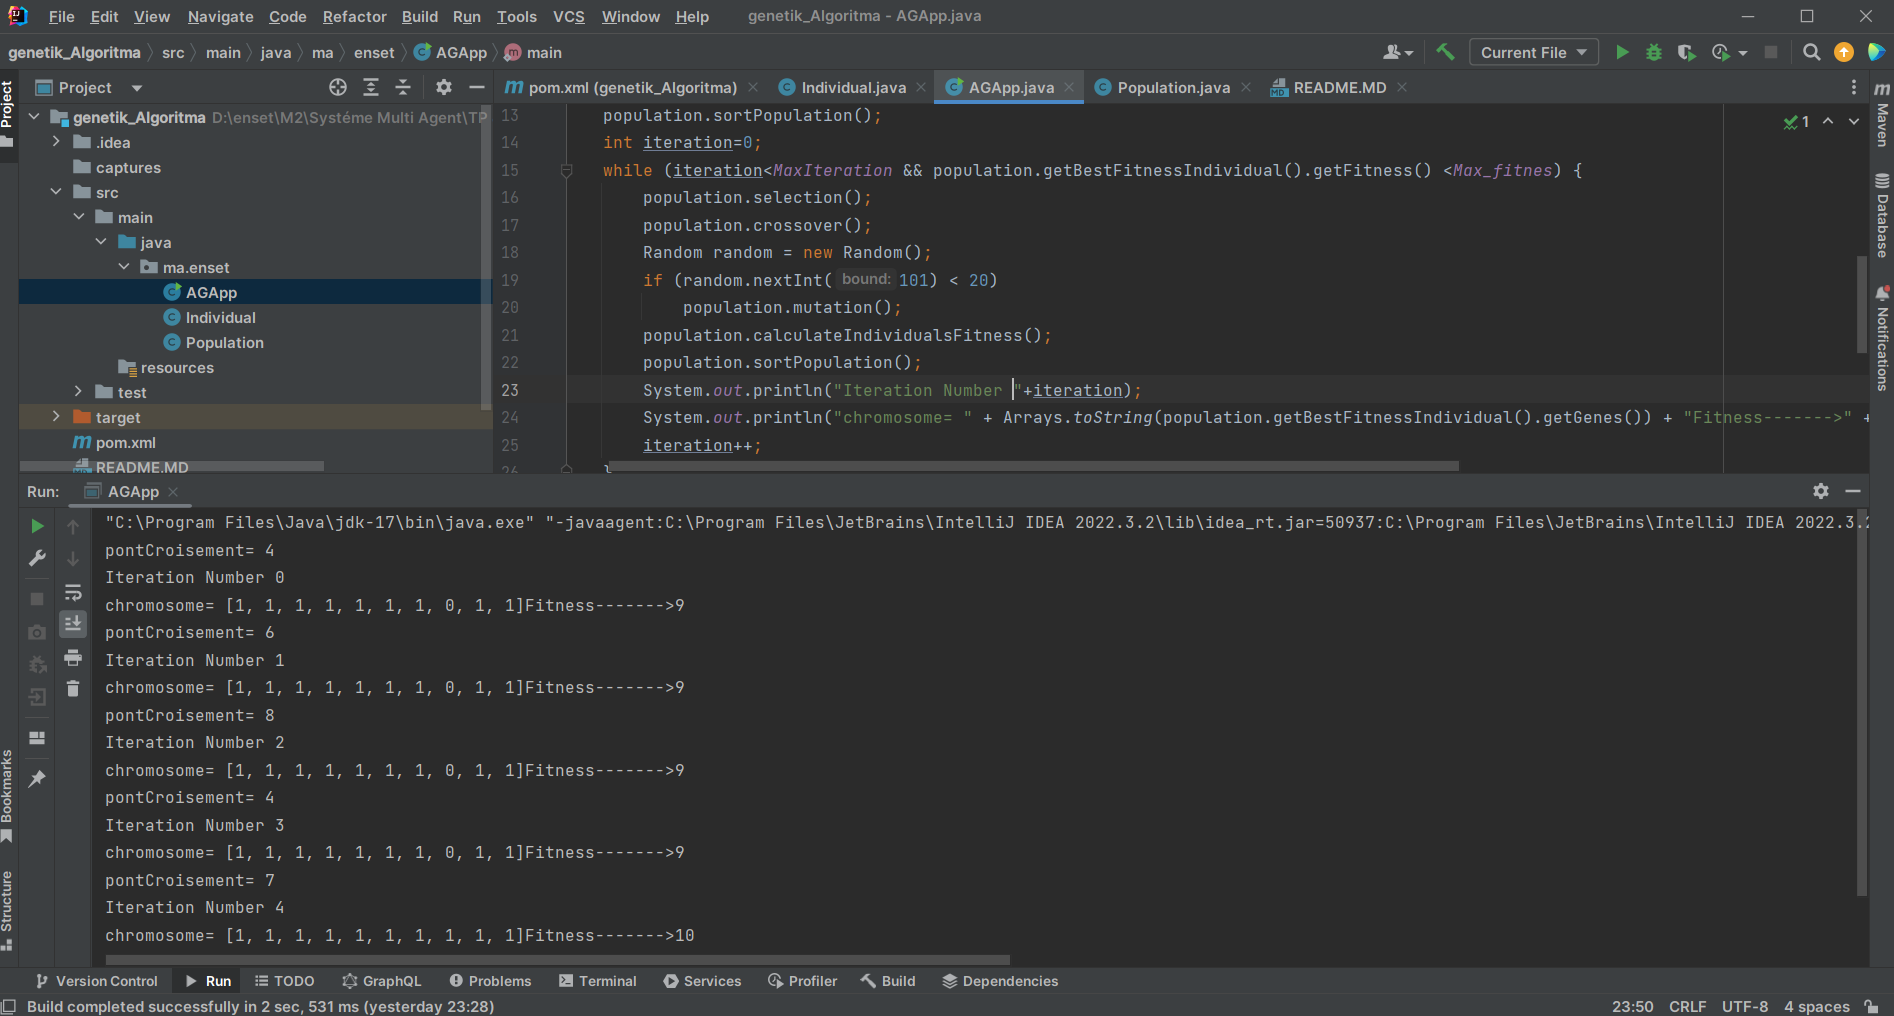 File Edit View Navigate Code Refactor Build Run Tools VCS Window Help genetik_Algoritma - AGApp.java
genetik_Algoritma src main java ma enset AGApp main Current File
Project
pom.xml (genetik_Algoritma) Individual.java AGApp.java Population.java README.MD
Project
genetik_Algoritma D:\enset\M2\Systéme Multi Agent\TP
.idea
captures
src
main
java
ma.enset
AGApp
Individual
Population
resources
test
target
pom.xml
README.MD
13 population.sortPopulation();
14 int iteration=0;
15 while (iteration<MaxIteration && population.getBestFitnessIndividual().getFitness() <Max_fitnes) {
16 population.selection();
17 population.crossover();
18 Random random = new Random();
19 if (random.nextInt( bound: 101) < 20)
20 population.mutation();
21 population.calculateIndividualsFitness();
22 population.sortPopulation();
23 System.out.println("Iteration Number "+iteration);
24 System.out.println("chromosome= " + Arrays.toString(population.getBestFitnessIndividual().getGenes()) + "Fitness------->" +
25 iteration++;
26 }
1
Maven
Database
Notifications
Run: AGApp
"C:\Program Files\Java\jdk-17\bin\java.exe" "-javaagent:C:\Program Files\JetBrains\IntelliJ IDEA 2022.3.2\lib\idea_rt.jar=50937:C:\Program Files\JetBrains\IntelliJ IDEA 2022.3.2
pontCroisement= 4
Iteration Number 0
chromosome= [1, 1, 1, 1, 1, 1, 1, 0, 1, 1]Fitness------->9
pontCroisement= 6
Iteration Number 1
chromosome= [1, 1, 1, 1, 1, 1, 1, 0, 1, 1]Fitness------->9
pontCroisement= 8
Iteration Number 2
chromosome= [1, 1, 1, 1, 1, 1, 1, 0, 1, 1]Fitness------->9
pontCroisement= 4
Iteration Number 3
chromosome= [1, 1, 1, 1, 1, 1, 1, 0, 1, 1]Fitness------->9
pontCroisement= 7
Iteration Number 4
chromosome= [1, 1, 1, 1, 1, 1, 1, 1, 1, 1]Fitness------->10
Bookmarks
Structure
Version Control Run TODO GraphQL Problems Terminal Services Profiler Build Dependencies
Build completed successfully in 2 sec, 531 ms (yesterday 23:28) 23:50 CRLF UTF-8 4 spaces